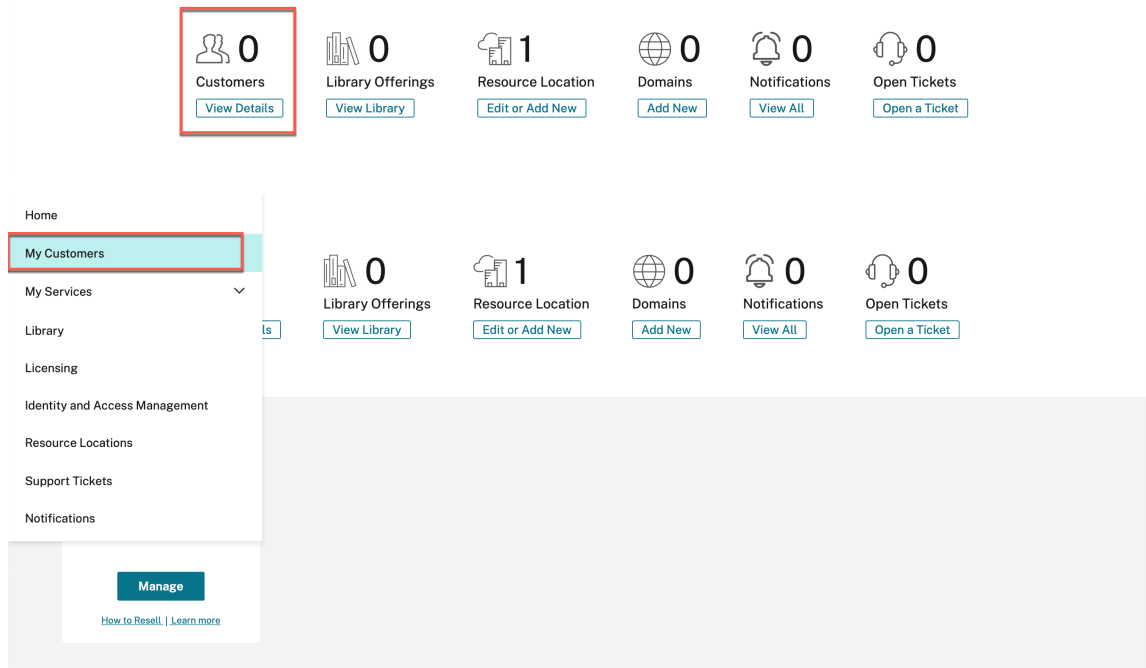 0 0 1 0 0 0
Customers Library Offerings Resource Location Domains Notifications Open Tickets
View Details View Library Edit or Add New Add New View All Open a Ticket
Home
My Customers
My Services
Library
Licensing
Identity and Access Management
Resource Locations
Support Tickets
Notifications
0 1 0 0 0
Library Offerings Resource Location Domains Notifications Open Tickets
ls View Library Edit or Add New Add New View All Open a Ticket
Manage
How to Resell | Learn more